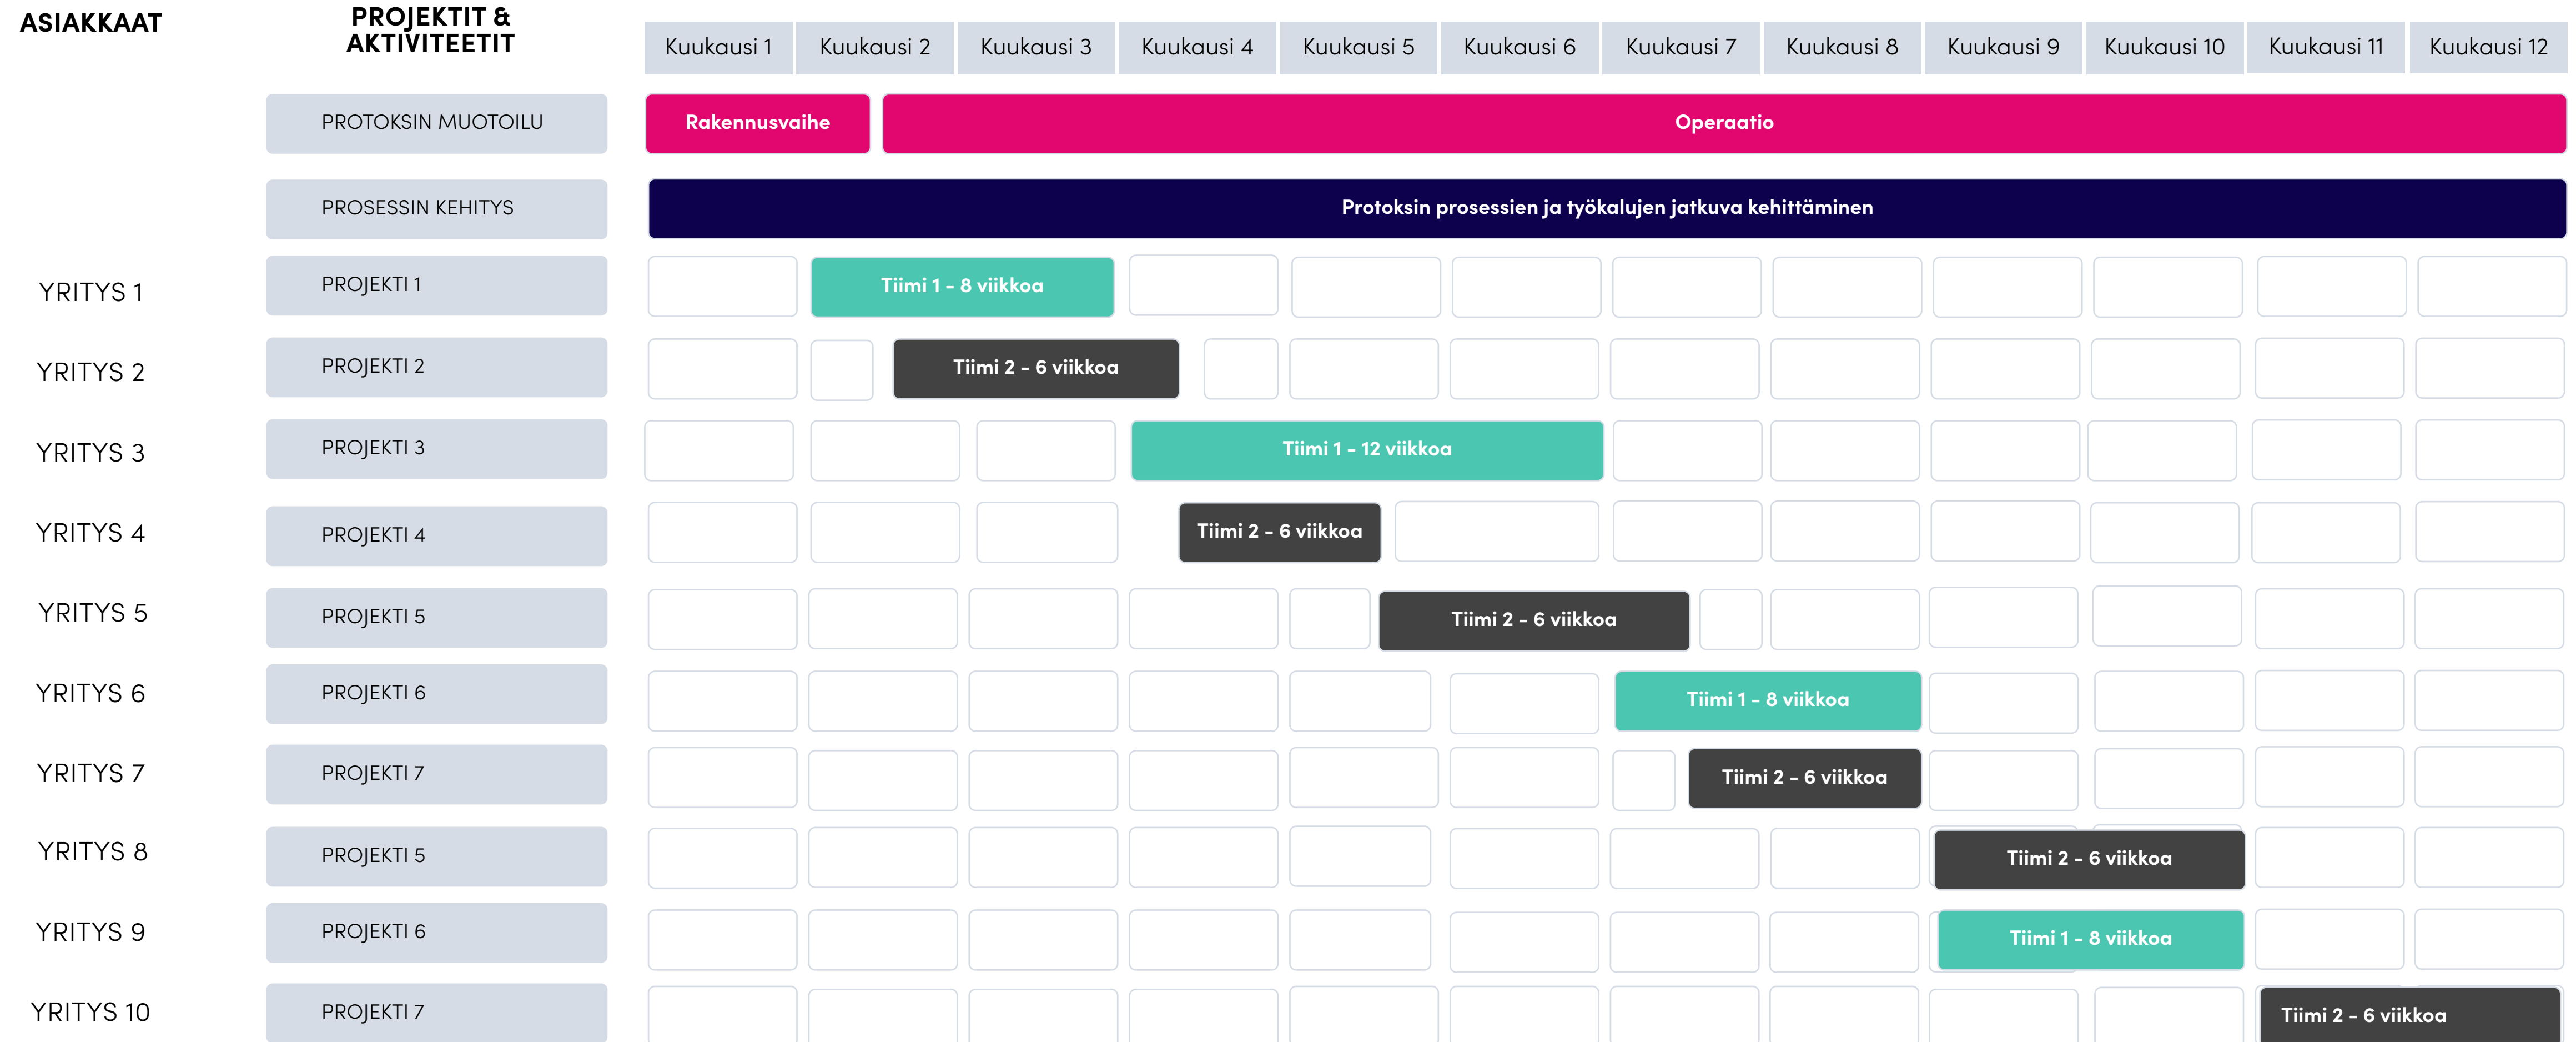 ASIAKKAAT
PROJEKTIT &
AKTIVITEETIT
Kuukausi 1
Kuukausi 2
Kuukausi 3
Kuukausi 4
Kuukausi 5
Kuukausi 6
Kuukausi 7
Kuukausi 8
Kuukausi 9
Kuukausi 10
Kuukausi 11
Kuukausi 12
PROTOKSIN MUOTOILU
Rakennusvaihe
Operaatio
PROSESSIN KEHITYS
Protoksin prosessien ja työkalujen jatkuva kehittäminen
YRITYS 1
PROJEKTI 1
Tiimi 1 - 8 viikkoa
YRITYS 2
PROJEKTI 2
Tiimi 2 - 6 viikkoa
YRITYS 3
PROJEKTI 3
Tiimi 1 - 12 viikkoa
YRITYS 4
PROJEKTI 4
Tiimi 2 - 6 viikkoa
YRITYS 5
PROJEKTI 5
Tiimi 2 - 6 viikkoa
YRITYS 6
PROJEKTI 6
Tiimi 1 - 8 viikkoa
YRITYS 7
PROJEKTI 7
Tiimi 2 - 6 viikkoa
YRITYS 8
PROJEKTI 5
Tiimi 2 - 6 viikkoa
YRITYS 9
PROJEKTI 6
Tiimi 1 - 8 viikkoa
YRITYS 10
PROJEKTI 7
Tiimi 2 - 6 viikkoa